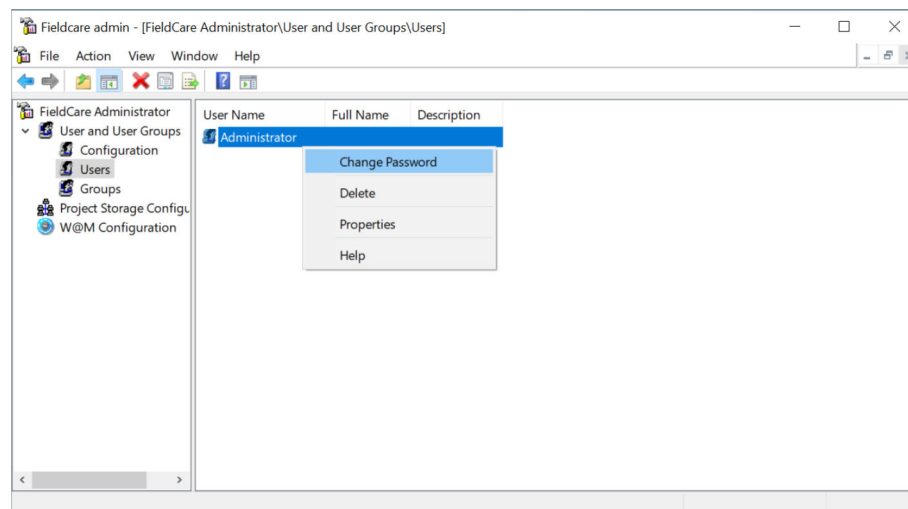 Fieldcare admin - [FieldCare Administrator\User and User Groups\Users]
File Action View Window Help
FieldCare Administrator
User and User Groups
Configuration
Users
Groups
Project Storage Configu
W@M Configuration
User Name Full Name Description
Administrator
Change Password
Delete
Properties
Help